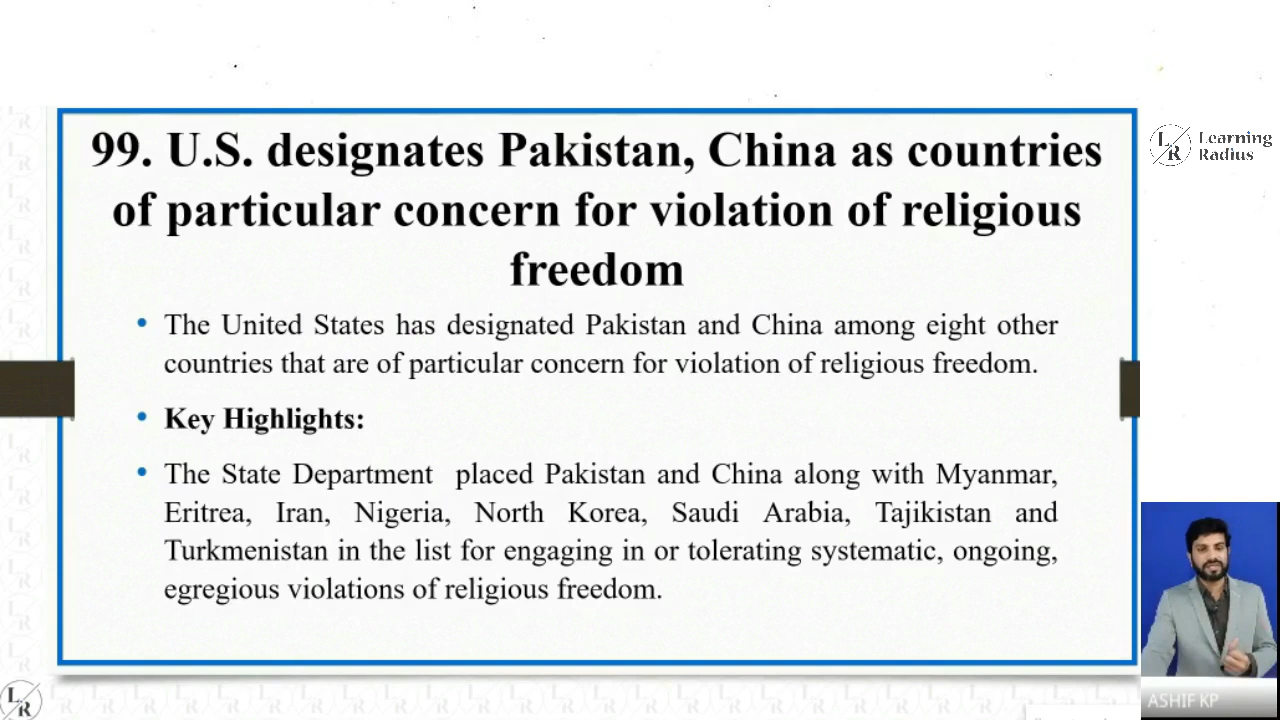 99. U.S. designates Pakistan, China as countries
of particular concern for violation of religious
freedom
• The United States has designated Pakistan and China among eight other
countries that are of particular concern for violation of religious freedom.
• Key Highlights:
• The State Department placed Pakistan and China along with Myanmar,
Eritrea, Iran, Nigeria, North Korea, Saudi Arabia, Tajikistan and
Turkmenistan in the list for engaging in or tolerating systematic, ongoing,
egregious violations of religious freedom.
L R Learning
Radius
L R
ASHIF KP